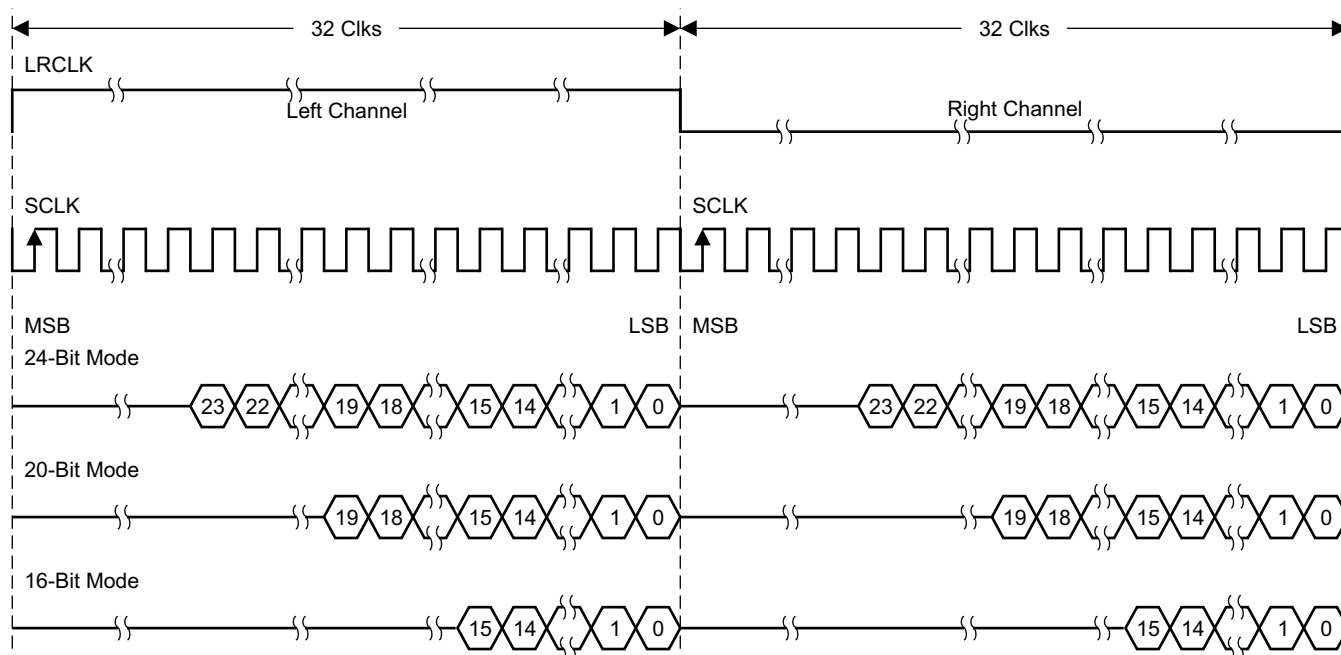 32 Clks 32 Clks
LRCLK
Left Channel Right Channel
SCLK SCLK
MSB LSB MSB LSB
24-Bit Mode
23 22 19 18 15 14 1 0 23 22 19 18 15 14 1 0
20-Bit Mode
19 18 15 14 1 0 19 18 15 14 1 0
16-Bit Mode
15 14 1 0 15 14 1 0